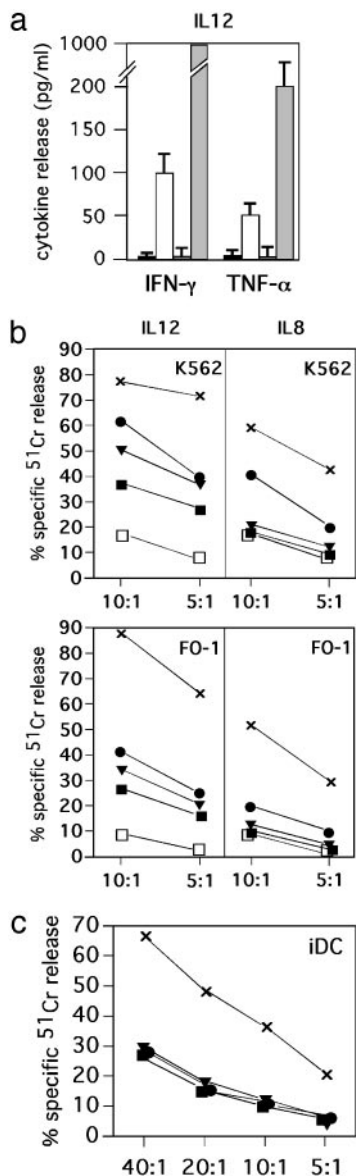 a
IL12
cytokine release (pg/ml)
1000
200
150
100
50
0
IFN-γ TNF-α
b
IL12 IL8
% specific ⁵¹Cr release
90
80
70
60
50
40
30
20
10
0
K562 K562
10:1 5:1 10:1 5:1
% specific ⁵¹Cr release
90
80
70
60
50
40
30
20
10
0
FO-1 FO-1
10:1 5:1 10:1 5:1
c
% specific ⁵¹Cr release
70
60
50
40
30
20
10
0
iDC
40:1 20:1 10:1 5:1